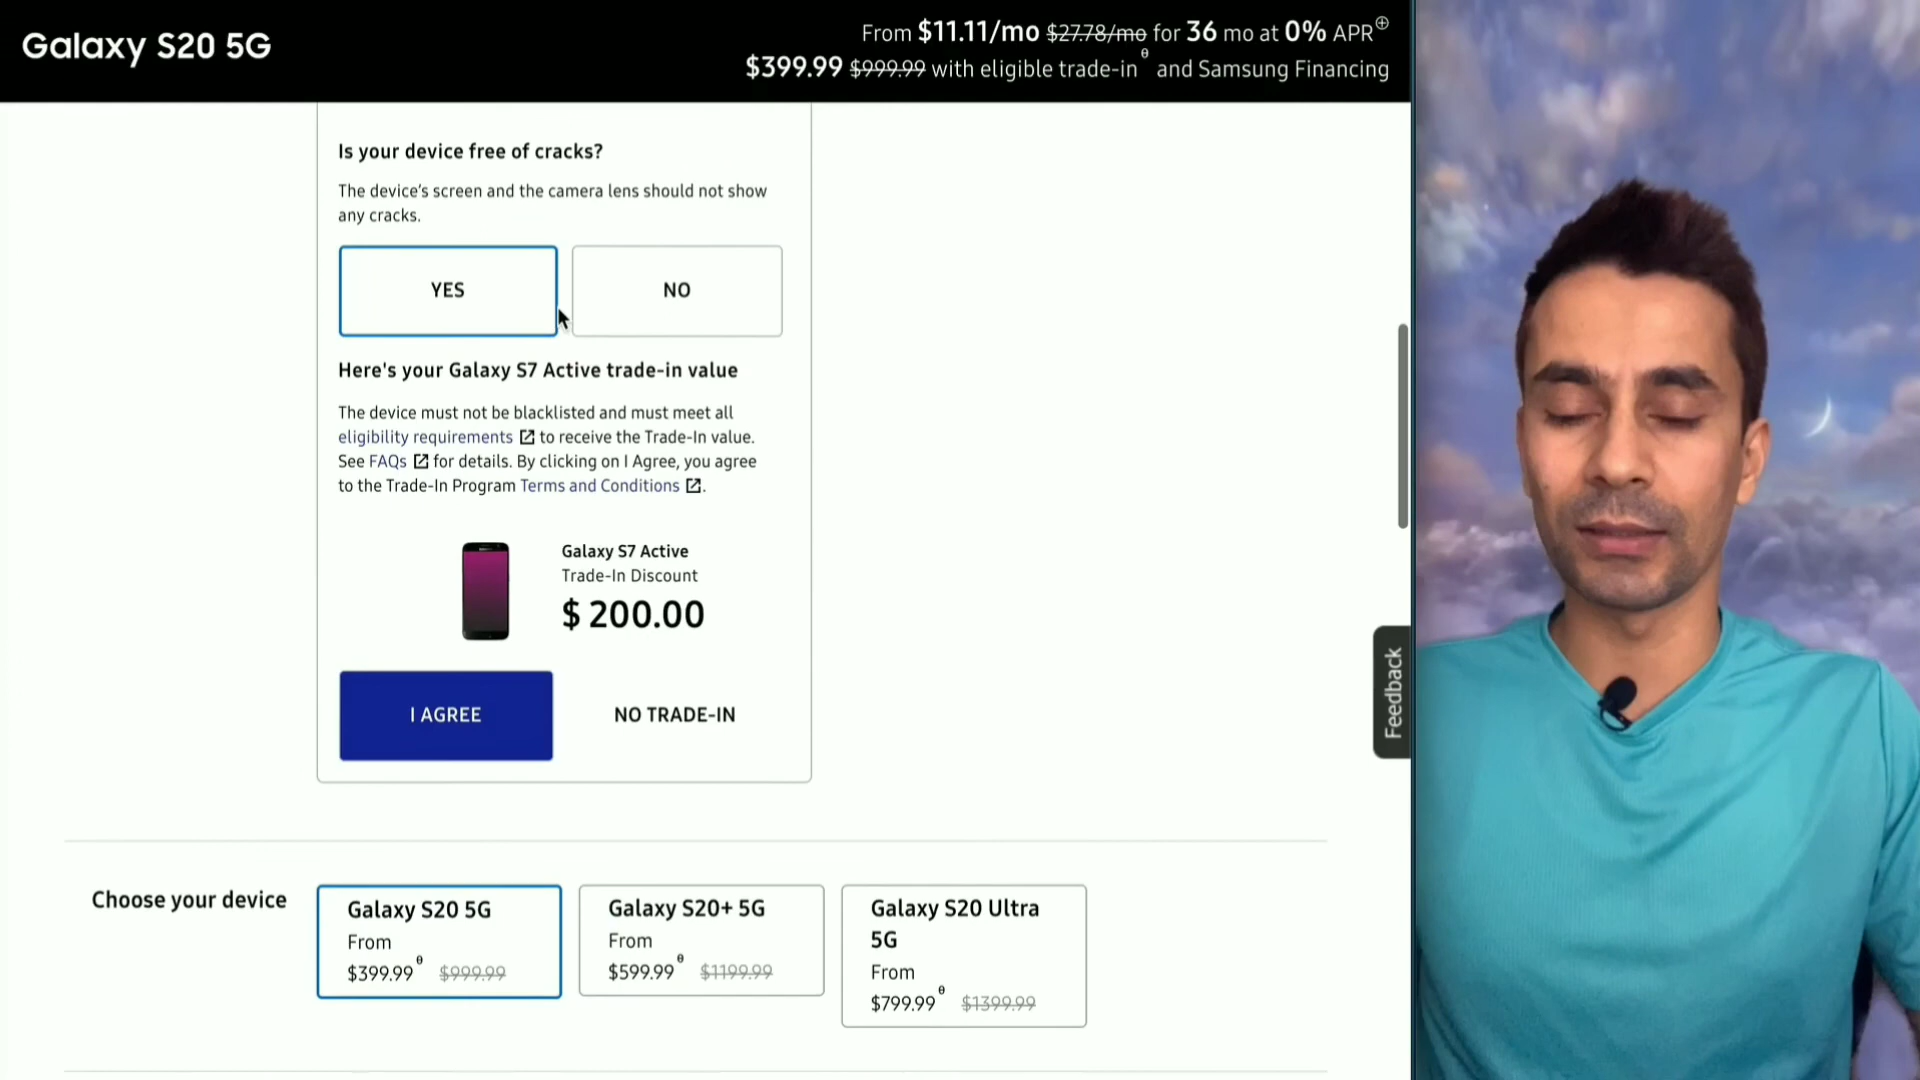 Galaxy S20 5G
From $11.11/mo $27.78/mo for 36 mo at 0% APR⊕
$399.99 $999.99 with eligible trade-in θ and Samsung Financing
Is your device free of cracks?
The device's screen and the camera lens should not show
any cracks.
YES
NO
Here's your Galaxy S7 Active trade-in value
The device must not be blacklisted and must meet all
eligibility requirements to receive the Trade-In value.
See FAQs for details. By clicking on I Agree, you agree
to the Trade-In Program Terms and Conditions.
Galaxy S7 Active
Trade-In Discount
$ 200.00
I AGREE
NO TRADE-IN
Feedback
Choose your device
Galaxy S20 5G
From
$399.99 θ $999.99
Galaxy S20+ 5G
From
$599.99 θ $1199.99
Galaxy S20 Ultra
5G
From
$799.99 θ $1399.99